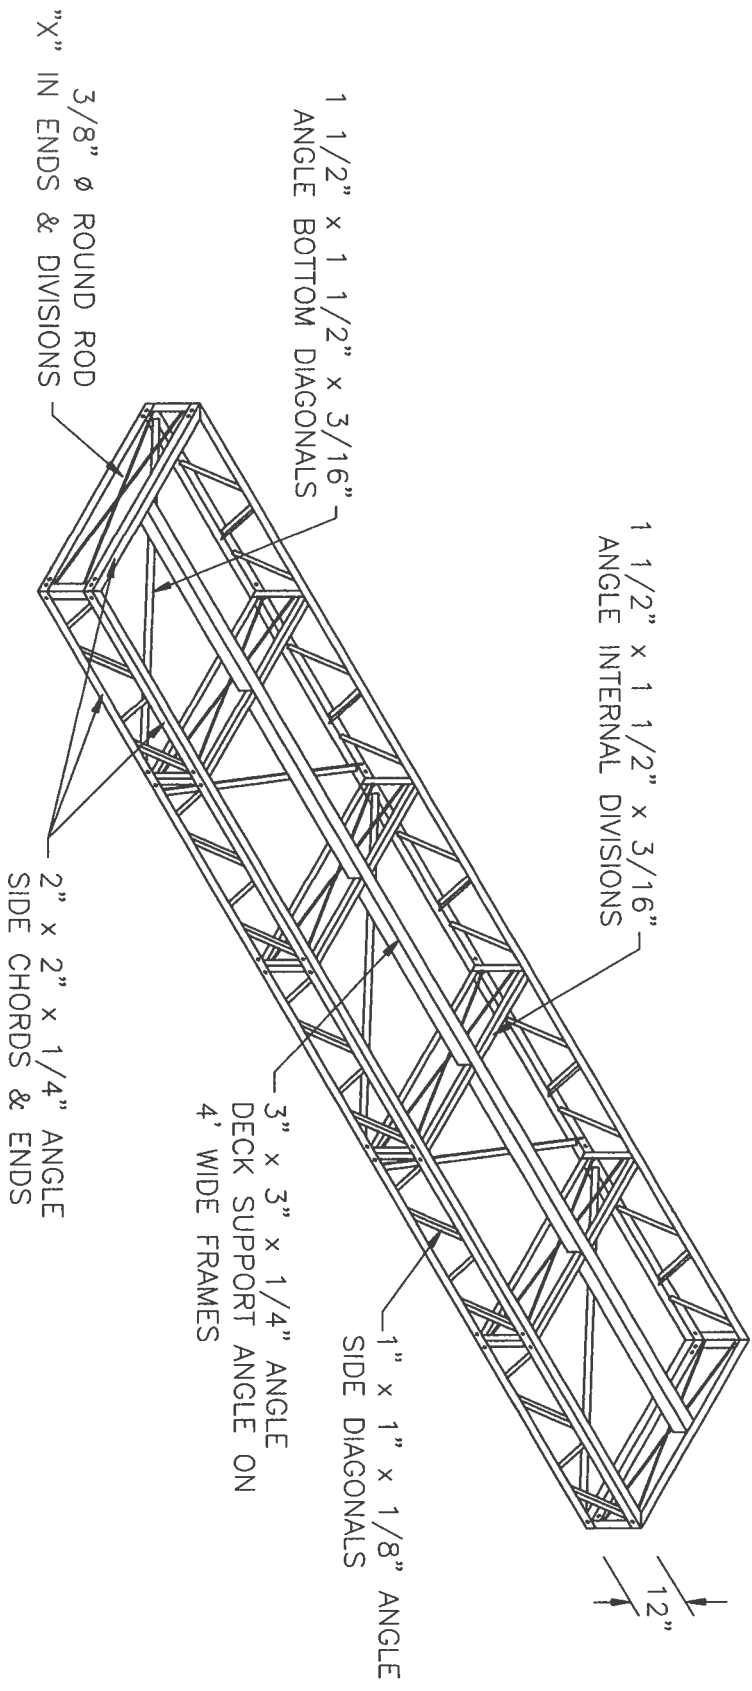 1 1/2" x 1 1/2" x 3/16"
ANGLE INTERNAL DIVISIONS
1 1/2" x 1 1/2" x 3/16"
ANGLE BOTTOM DIAGONALS
3/8" ø ROUND ROD
"X" IN ENDS & DIVISIONS
12"
1" x 1" x 1/8" ANGLE
SIDE DIAGONALS
3" x 3" x 1/4" ANGLE
DECK SUPPORT ANGLE ON
4' WIDE FRAMES
2" x 2" x 1/4" ANGLE
SIDE CHORDS & ENDS